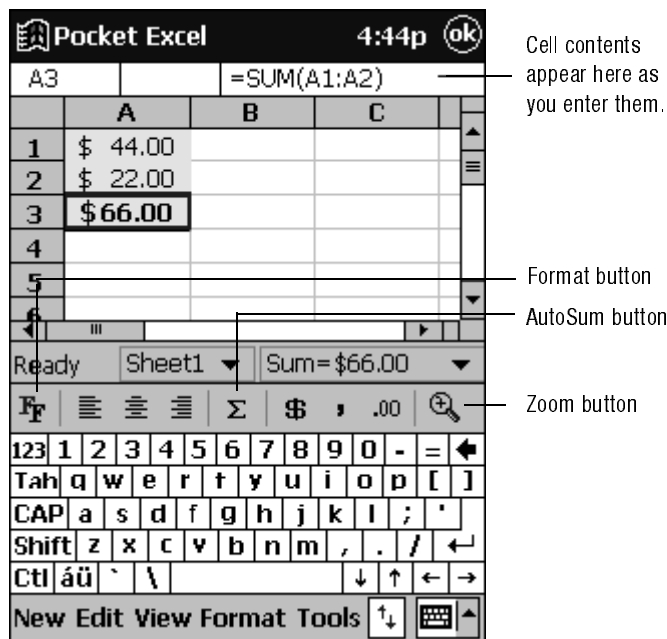 Pocket Excel 4:44p ok
Cell contents
appear here as
you enter them.
A3 =SUM(A1:A2)
A B C
1 $ 44.00
2 $ 22.00
3 $66.00
4
5
6
Format button
AutoSum button
Ready Sheet1 Sum=$66.00
FF Σ $ , .00
Zoom button
123 1 2 3 4 5 6 7 8 9 0 - =
Tab q w e r t y u i o p [ ]
CAP a s d f g h j k l ; '
Shift z x c v b n m , . /
Ctl áü ` \
New Edit View Format Tools